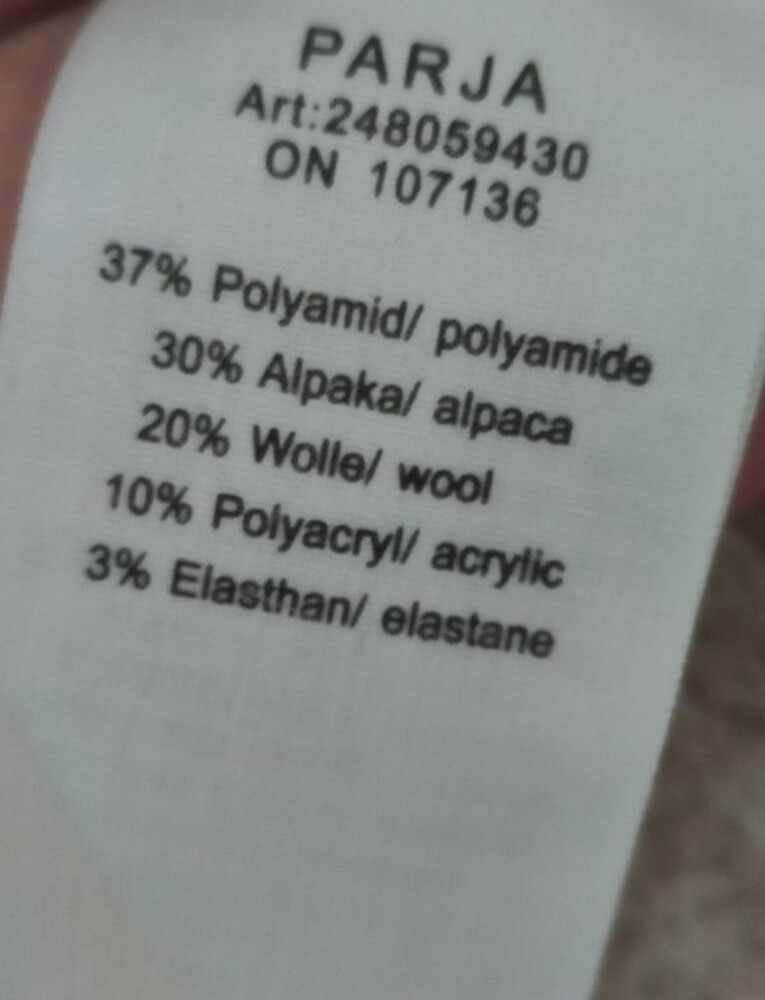 PARJA
Art:248059430
ON 107136
37% Polyamid/ polyamide
30% Alpaka/ alpaca
20% Wolle/ wool
10% Polyacryl/ acrylic
3% Elasthan/ elastane